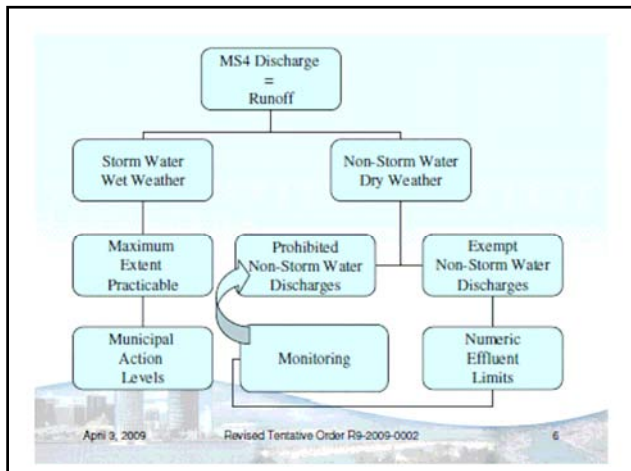 MS4 Discharge
=
Runoff
Storm Water
Wet Weather
Non-Storm Water
Dry Weather
Maximum
Extent
Practicable
Prohibited
Non-Storm Water
Discharges
Exempt
Non-Storm Water
Discharges
Municipal
Action
Levels
Monitoring
Numeric
Effluent
Limits
April 3, 2009
Revised Tentative Order R9-2009-0002
6